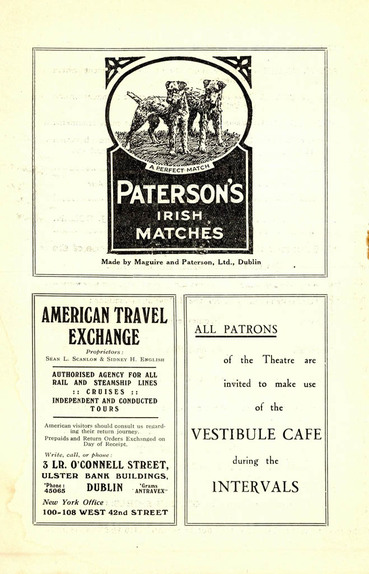 A PERFECT MATCH
PATERSON'S
IRISH
MATCHES
Made by Maguire and Paterson, Ltd., Dublin
AMERICAN TRAVEL
EXCHANGE
Proprietors:
SEAN L. SCANLON & SIDNEY H. ENGLISH
AUTHORISED AGENCY FOR ALL
RAIL AND STEAMSHIP LINES
:: CRUISES ::
INDEPENDENT AND CONDUCTED
TOURS
American visitors should consult us regard-
ing their return journey.
Prepaids and Return Orders Exchanged on
Day of Receipt.
Write, call, or phone:
3 LR. O'CONNELL STREET,
ULSTER BANK BUILDINGS,
'Phone: 45065 DUBLIN 'Grams ANTRAVEX"
New York Office
100-108 WEST 42nd STREET
ALL PATRONS
of the Theatre are
invited to make use
of the
VESTIBULE CAFE
during the
INTERVALS